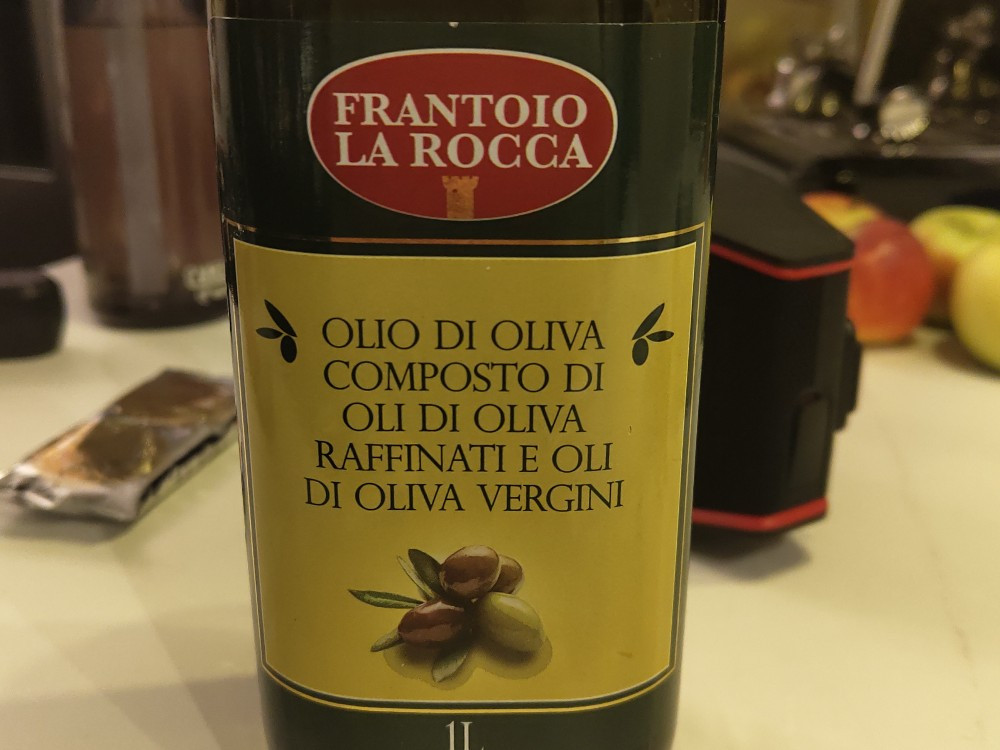 FRANTOIO
LA ROCCA
OLIO DI OLIVA
COMPOSTO DI
OLI DI OLIVA
RAFFINATI E OLI
DI OLIVA VERGINI
1L